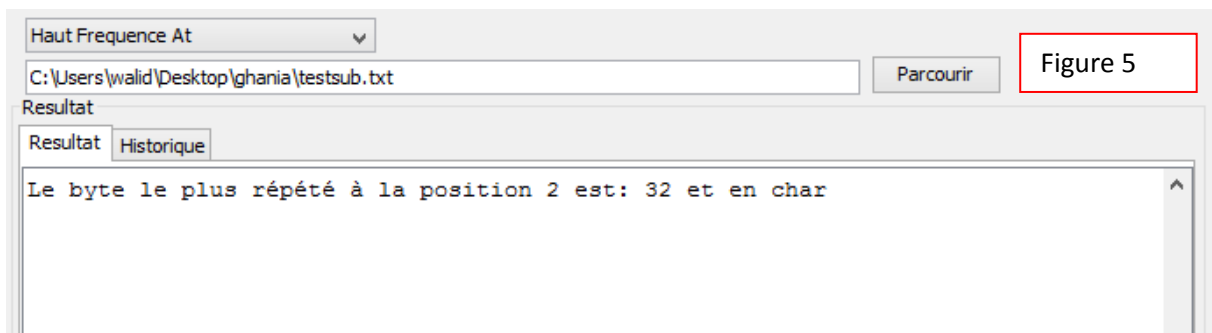 Haut Frequence At
C:\Users\walid\Desktop\ghania\testsub.txt
Parcourir
Figure 5
Resultat
Resultat Historique
Le byte le plus répété à la position 2 est: 32 et en char